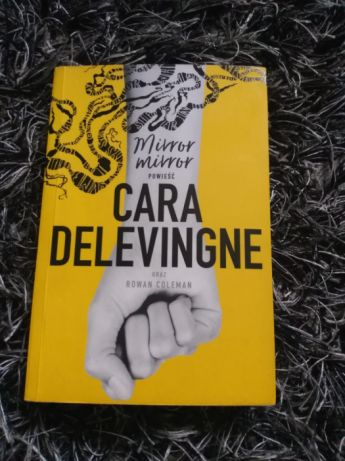 Mirror
mirror
POWIEŚĆ
CARA
DELEVINGNE
ORAZ
ROWAN COLEMAN